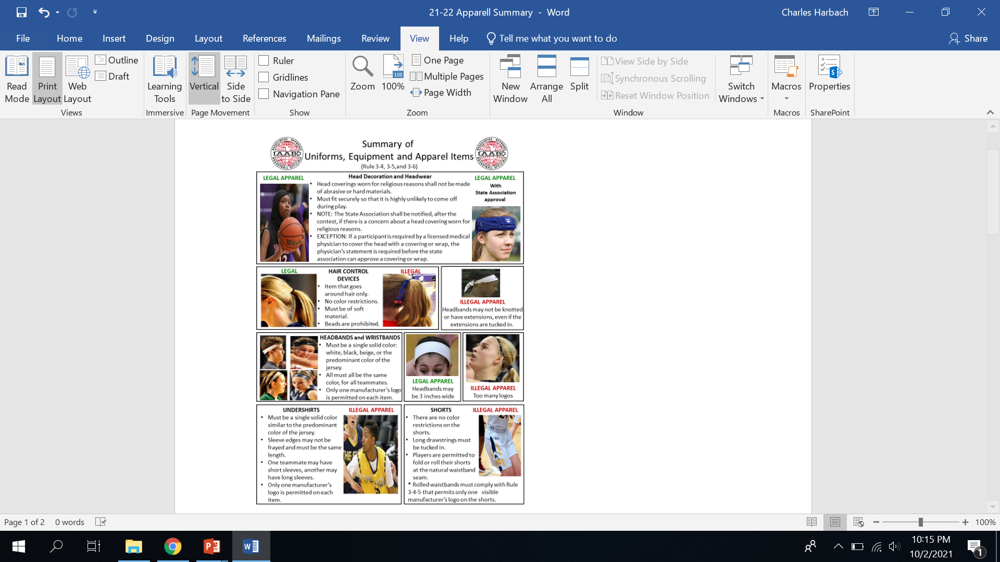 21-22 Apparell Summary - Word
Charles Harbach
File Home Insert Design Layout References Mailings Review View Help Tell me what you want to do Share
Read Mode
Print Layout
Web Layout
Outline
Draft
Views
Learning Tools
Immersive
Vertical
Side to Side
Page Movement
Ruler
Gridlines
Navigation Pane
Show
Zoom
100
100%
One Page
Multiple Pages
Page Width
Zoom
New Window
Arrange All
Split
View Side by Side
Synchronous Scrolling
Reset Window Position
Switch Windows
Window
Macros
Macros
Properties
SharePoint
Summary of
Uniforms, Equipment and Apparel Items
(Rule 3-4, 3-5,and 3-6)
IAABO
IAABO
LEGAL APPAREL
Head Decoration and Headwear
• Head coverings worn for religious reasons shall not be made
of abrasive or hard materials.
• Must fit securely so that it is highly unlikely to come off
during play.
• NOTE: The State Association shall be notified, after the
contest, if there is a concern about a head covering worn for
religious reasons.
• EXCEPTION: If a participant is required by a licensed medical
physician to cover the head with a covering or wrap, the
physician's statement is required before the state
association can approve a covering or wrap.
LEGAL APPAREL
With
State Association
approval
LEGAL
HAIR CONTROL
DEVICES
• Item that goes
around hair only.
• No color restrictions.
• Must be of soft
material.
• Beads are prohibited.
ILLEGAL
ILLEGAL APPAREL
Headbands may not be knotted
or have extensions, even if the
extensions are tucked in.
HEADBANDS and WRISTBANDS
• Must be a single solid color:
white, black, beige, or the
predominant color of the
jersey.
• All must all be the same
color, for all teammates.
• Only one manufacturer's logo
is permitted on each item.
LEGAL APPAREL
Headbands may
be 3 inches wide
ILLEGAL APPAREL
Too many logos
UNDERSHIRTS
• Must be a single solid color
similar to the predominant
color of the jersey.
• Sleeve edges may not be
frayed and must be the same
length.
• One teammate may have
short sleeves, another may
have long sleeves.
• Only one manufacturer's
logo is permitted on each
item.
ILLEGAL APPAREL
SHORTS
• There are no color
restrictions on the
shorts.
• Long drawstrings must
be tucked in.
• Players are permitted to
fold or roll their shorts
at the natural waistband
seam.
* Rolled waistbands must comply with Rule
3-4-5 that permits only one visible
manufacturer's logo on the shorts.
ILLEGAL APPAREL
Page 1 of 2 0 words
100%
10:15 PM
10/2/2021
1